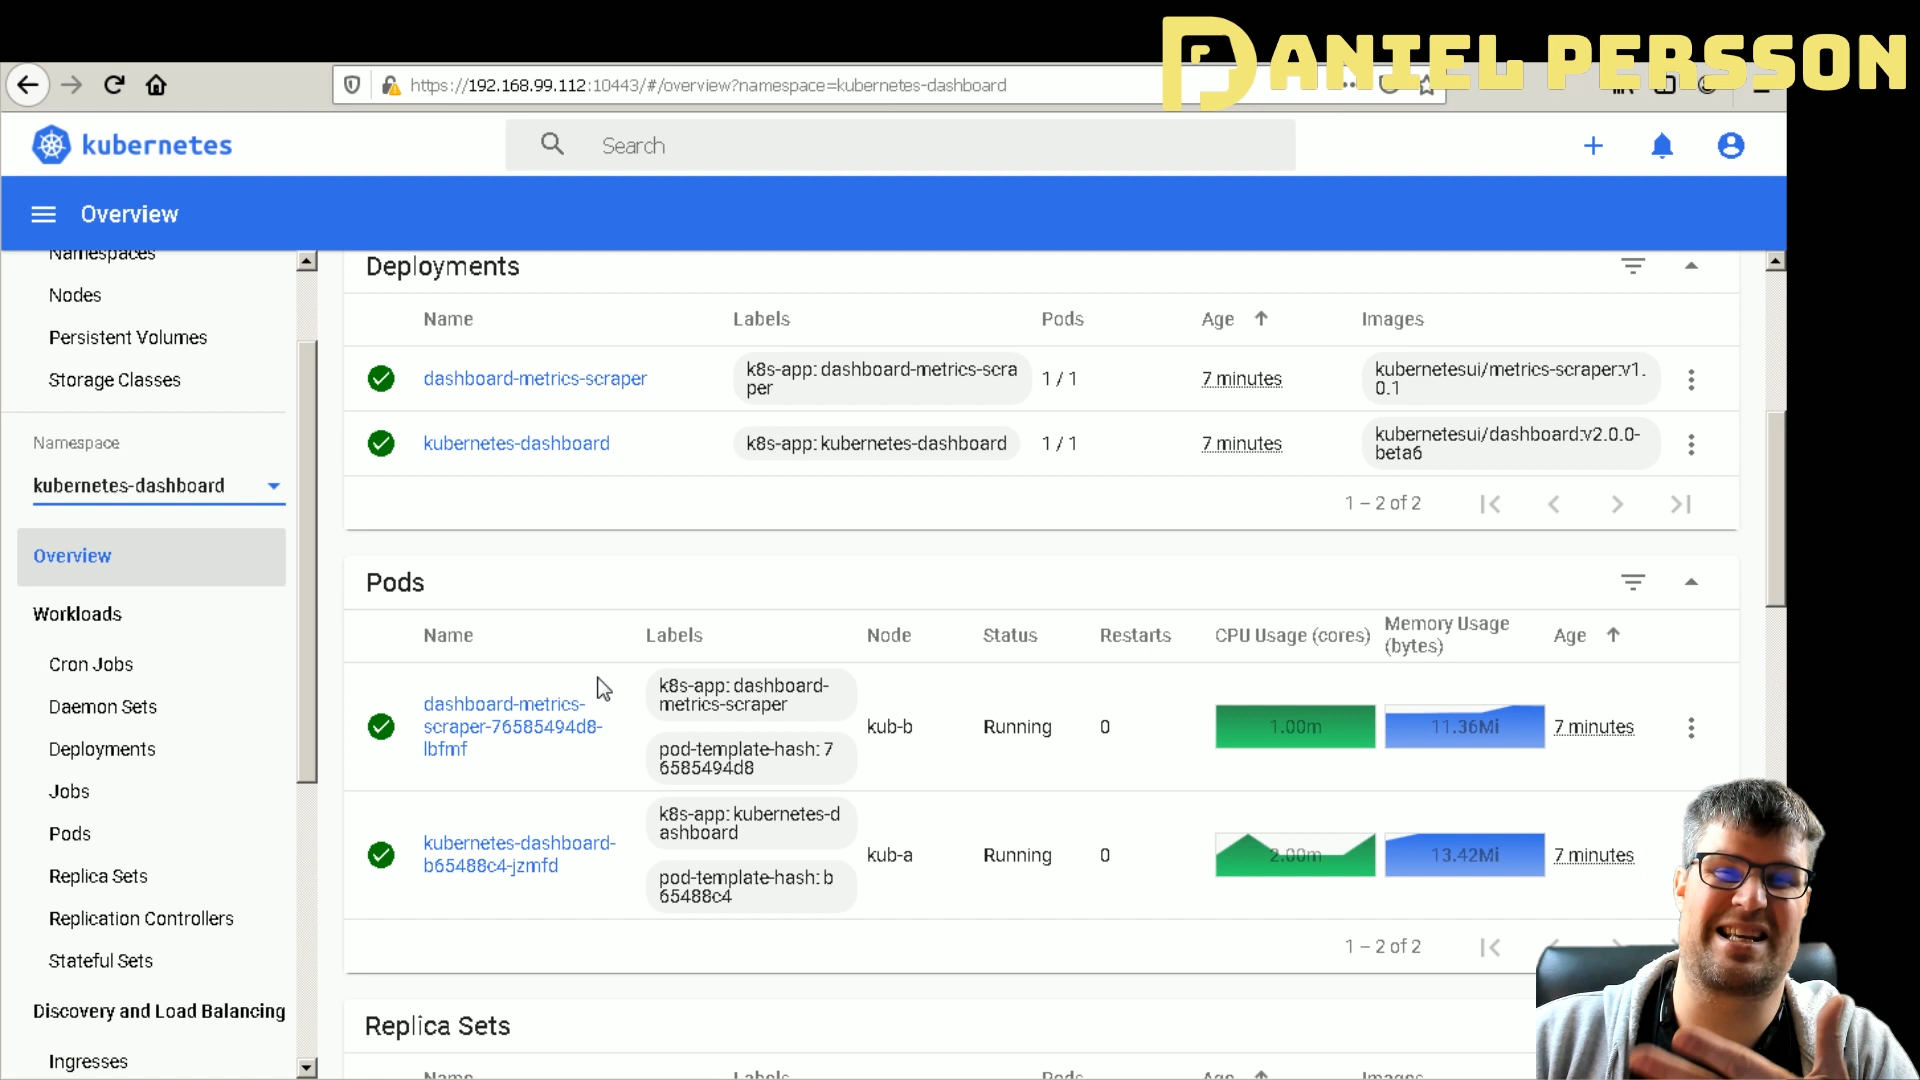 DANIEL PERSSON
https://192.168.99.112:10443/#/overview?namespace=kubernetes-dashboard
kubernetes
Search
Overview
Namespaces
Nodes
Persistent Volumes
Storage Classes
Namespace
kubernetes-dashboard
Overview
Workloads
Cron Jobs
Daemon Sets
Deployments
Jobs
Pods
Replica Sets
Replication Controllers
Stateful Sets
Discovery and Load Balancing
Ingresses
Deployments
Name Labels Pods Age Images
dashboard-metrics-scraper
k8s-app: dashboard-metrics-scra
per
1 / 1
7 minutes
kubernetesui/metrics-scraper:v1.
0.1
kubernetes-dashboard
k8s-app: kubernetes-dashboard
1 / 1
7 minutes
kubernetesui/dashboard:v2.0.0-
beta6
1 – 2 of 2
Pods
Name Labels Node Status Restarts CPU Usage (cores)
Memory Usage
(bytes)
Age
dashboard-metrics-
scraper-76585494d8-
lbfmf
k8s-app: dashboard-
metrics-scraper
pod-template-hash: 7
6585494d8
kub-b
Running
0
1.00m
11.36Mi
7 minutes
kubernetes-dashboard-
b65488c4-jzmfd
k8s-app: kubernetes-d
ashboard
pod-template-hash: b
65488c4
kub-a
Running
0
2.00m
13.42Mi
7 minutes
1 – 2 of 2
Replica Sets
Name Labels Pods Age Images